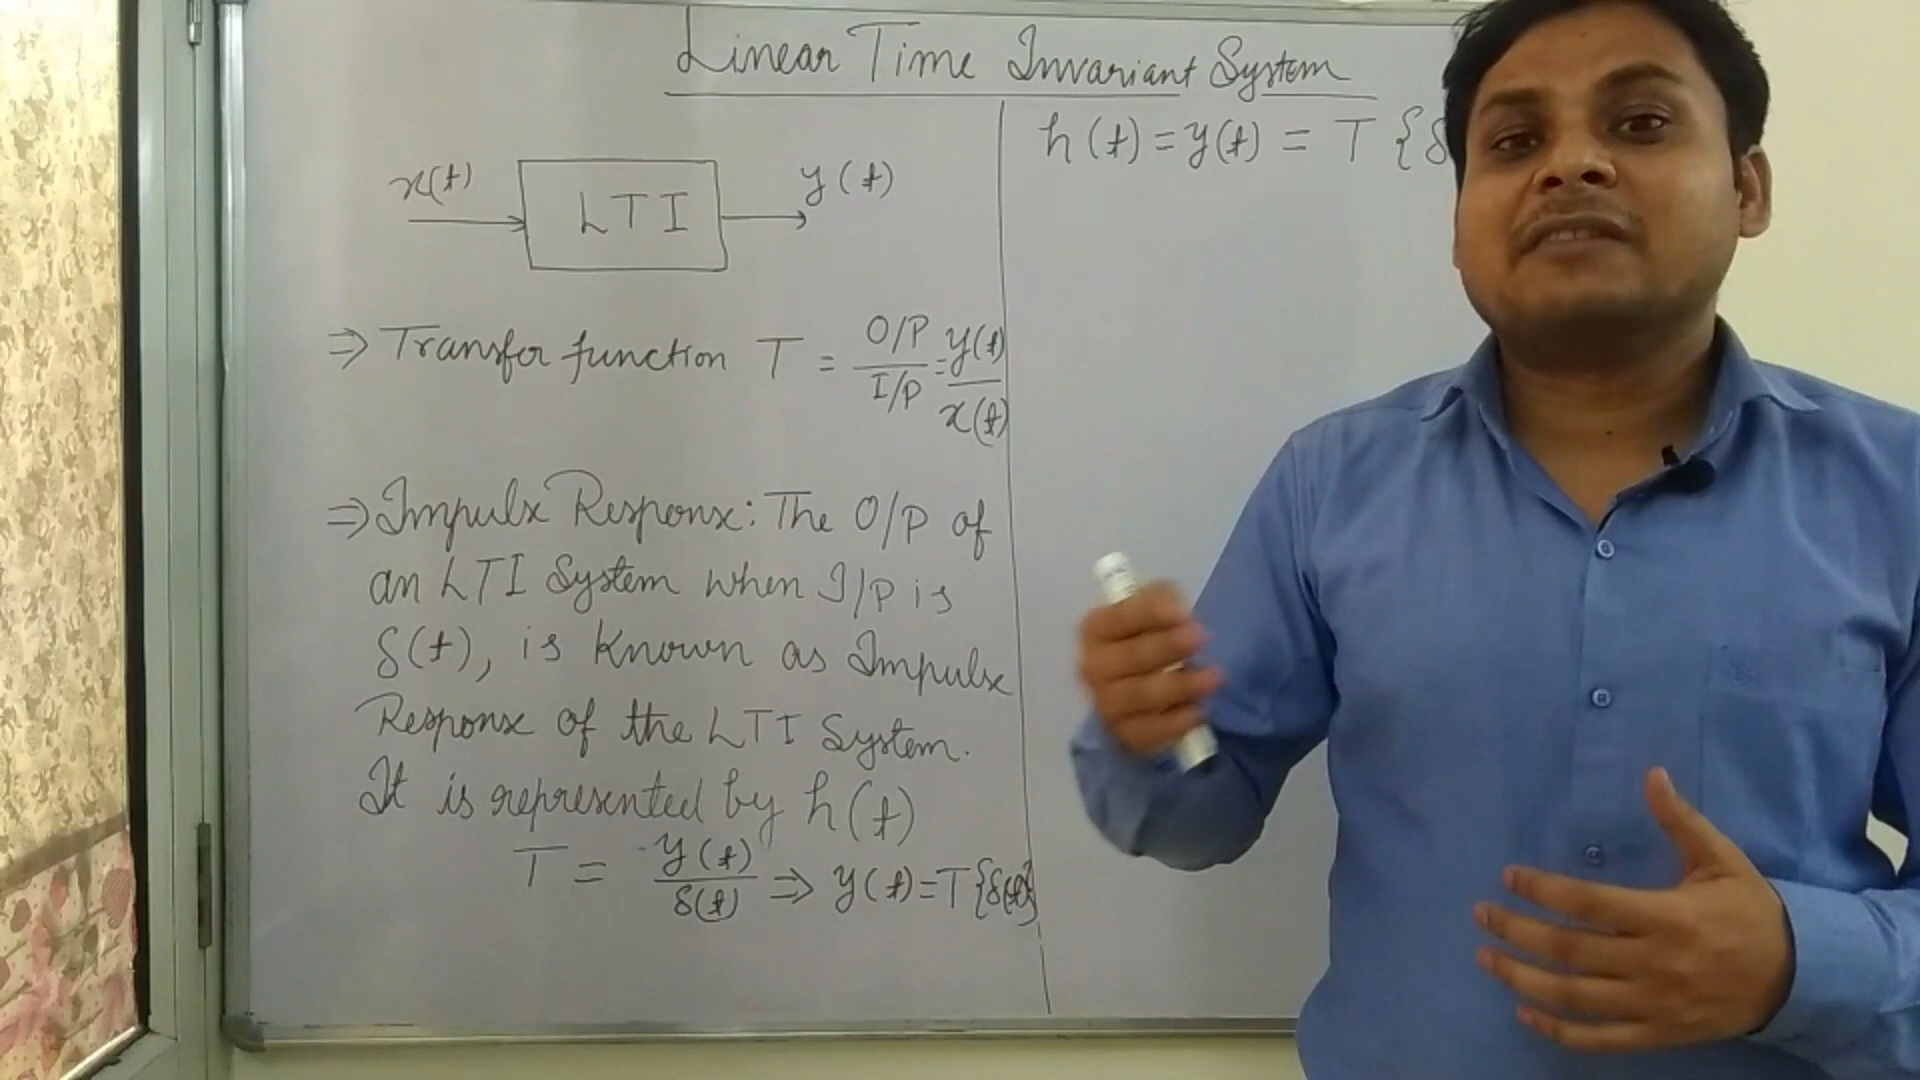 Linear Time Invariant System
x(t) LTI y(t)
⇒ Transfer function T = O/P / I/P = y(t) / x(t)
⇒ Impulse Response: The O/P of
an LTI System when I/P is
δ(t), is known as Impulse
Response of the LTI System.
It is represented by h(t)
T = y(t) / δ(t) ⇒ y(t) = T{δ(t)}
h(t) = y(t) = T {δ